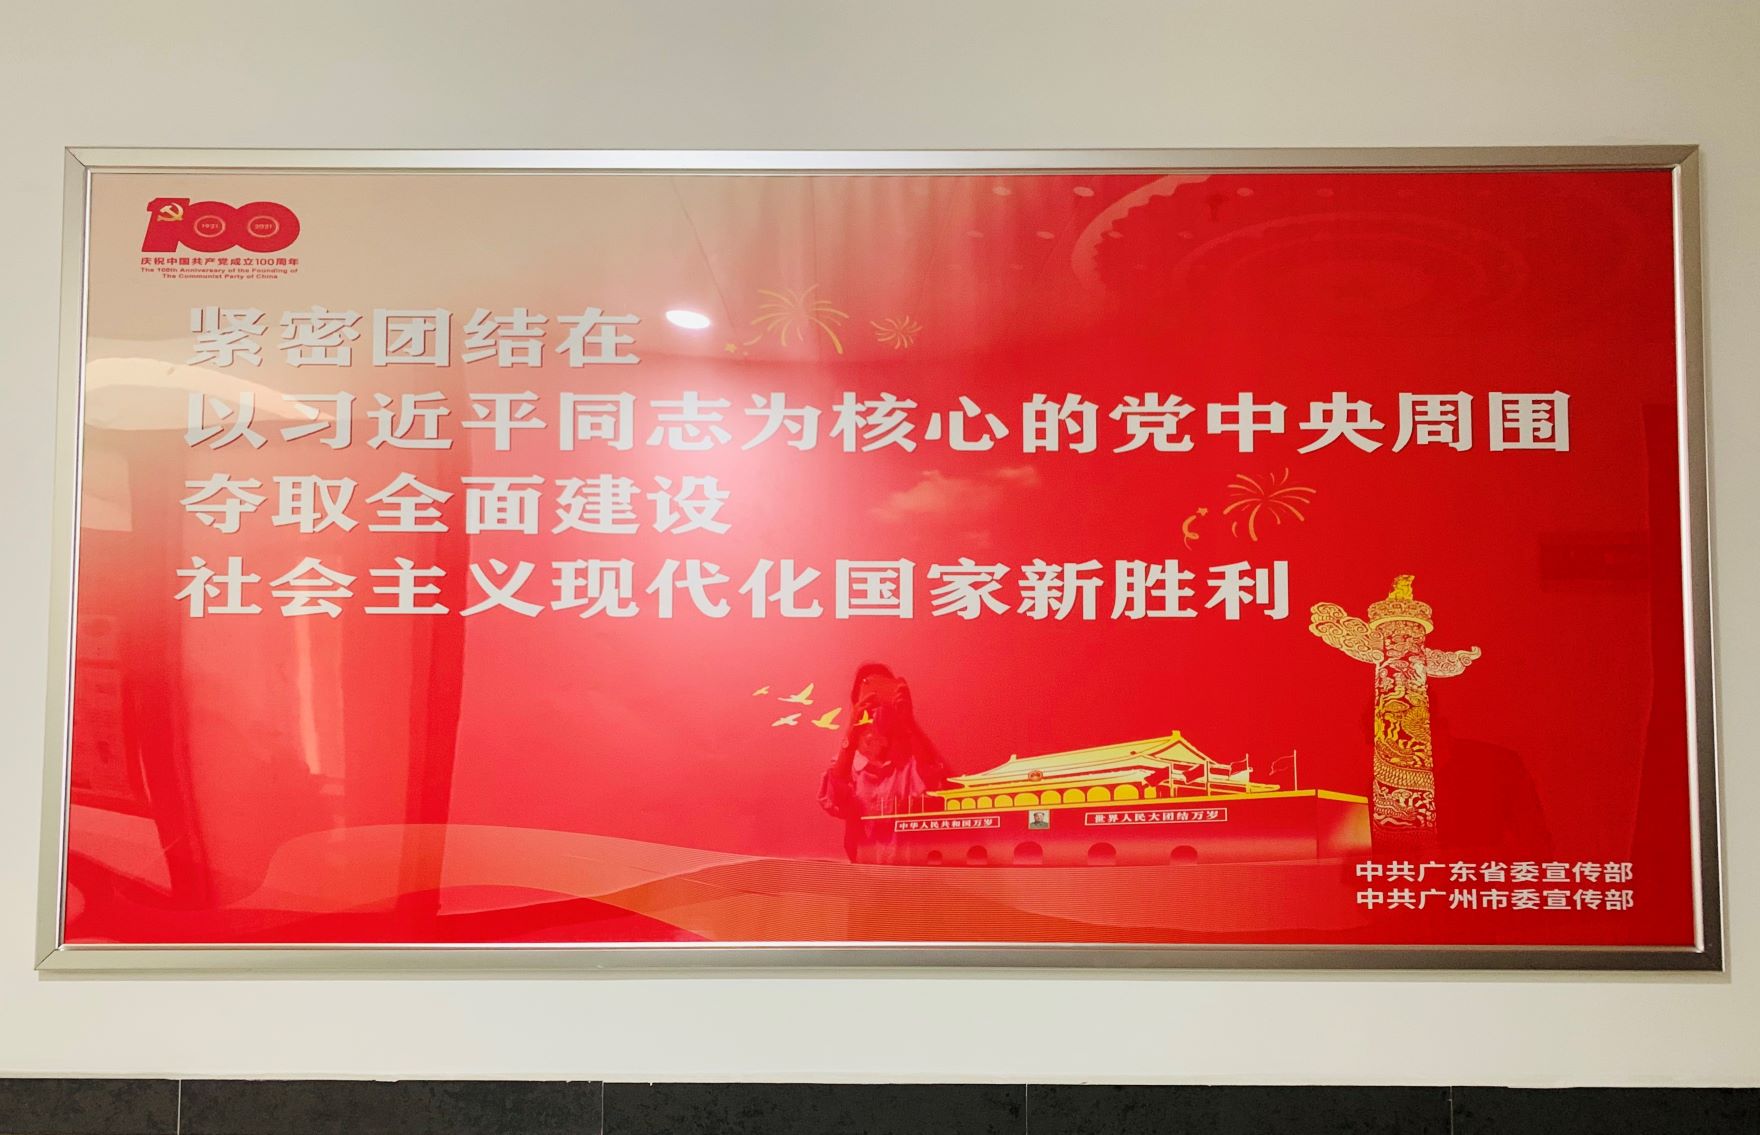 100
1921
2021
庆祝中国共产党成立100周年
The 100th Anniversary of the Founding of
The Communist Party of China
紧密团结在
以习近平同志为核心的党中央周围
夺取全面建设
社会主义现代化国家新胜利
中华人民共和国万岁
世界人民大团结万岁
中共广东省委宣传部
中共广州市委宣传部